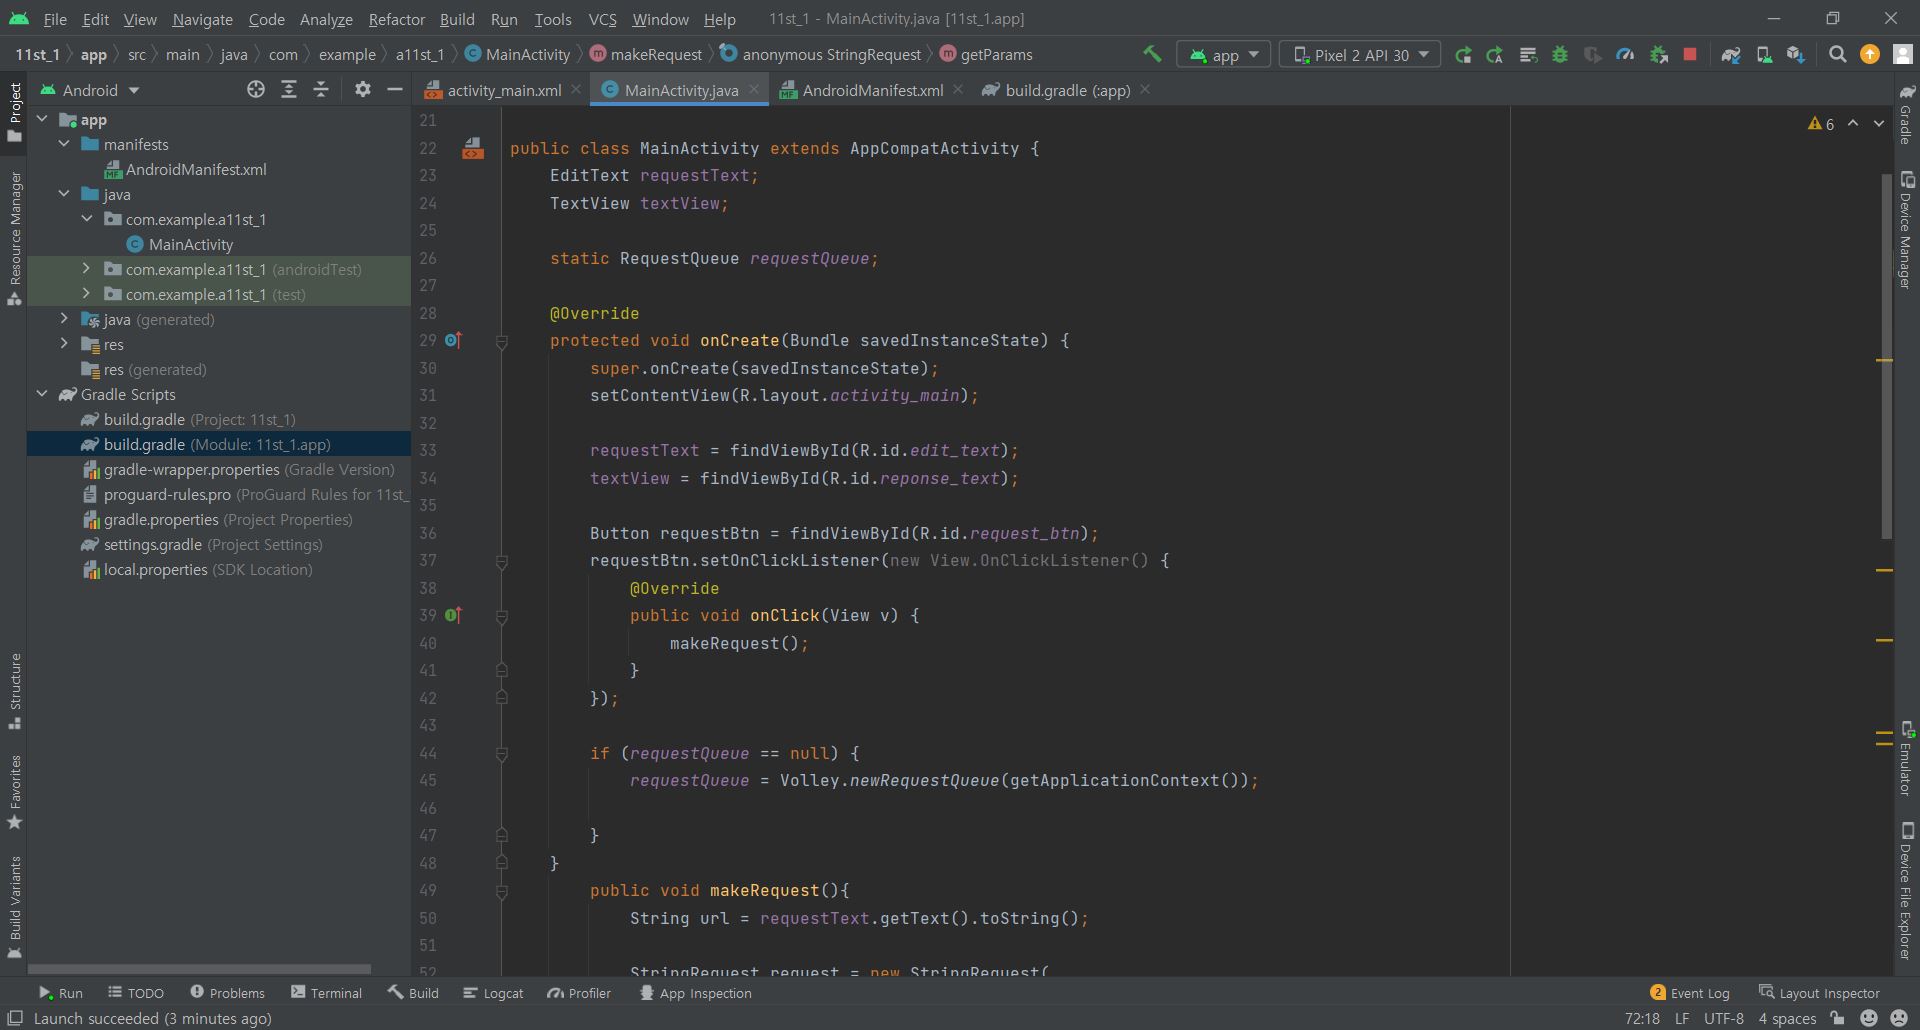 File Edit View Navigate Code Analyze Refactor Build Run Tools VCS Window Help 11st_1 - MainActivity.java [11st_1.app]
11st_1 app src main java com example a11st_1 MainActivity makeRequest anonymous StringRequest getParams app Pixel 2 API 30
Android
activity_main.xml MainActivity.java AndroidManifest.xml build.gradle (:app)
Project
Resource Manager
Structure
Favorites
Build Variants
app
manifests
AndroidManifest.xml
java
com.example.a11st_1
MainActivity
com.example.a11st_1 (androidTest)
com.example.a11st_1 (test)
java (generated)
res
res (generated)
Gradle Scripts
build.gradle (Project: 11st_1)
build.gradle (Module: 11st_1.app)
gradle-wrapper.properties (Gradle Version)
proguard-rules.pro (ProGuard Rules for 11st_
gradle.properties (Project Properties)
settings.gradle (Project Settings)
local.properties (SDK Location)
21
22 public class MainActivity extends AppCompatActivity {
23 EditText requestText;
24 TextView textView;
25
26 static RequestQueue requestQueue;
27
28 @Override
29 protected void onCreate(Bundle savedInstanceState) {
30 super.onCreate(savedInstanceState);
31 setContentView(R.layout.activity_main);
32
33 requestText = findViewById(R.id.edit_text);
34 textView = findViewById(R.id.reponse_text);
35
36 Button requestBtn = findViewById(R.id.request_btn);
37 requestBtn.setOnClickListener(new View.OnClickListener() {
38 @Override
39 public void onClick(View v) {
40 makeRequest();
41 }
42 });
43
44 if (requestQueue == null) {
45 requestQueue = Volley.newRequestQueue(getApplicationContext());
46
47 }
48 }
49 public void makeRequest(){
50 String url = requestText.getText().toString();
51
52 StringRequest request = new StringRequest(
6
Gradle
Device Manager
Emulator
Device File Explorer
Run TODO Problems Terminal Build Logcat Profiler App Inspection 2 Event Log Layout Inspector
Launch succeeded (3 minutes ago) 72:18 LF UTF-8 4 spaces